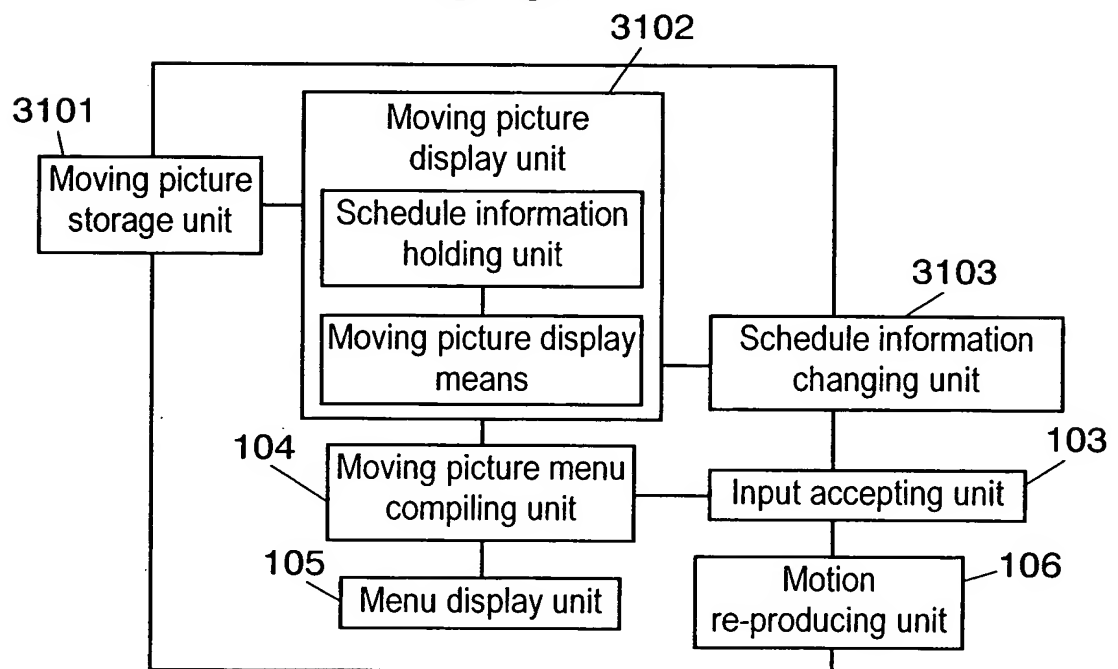 3102
3101
Moving picture
display unit
Moving picture
storage unit
Schedule information
holding unit
3103
Moving picture display
means
Schedule information
changing unit
104
Moving picture menu
compiling unit
103
Input accepting unit
105
Menu display unit
Motion
re-producing unit
106